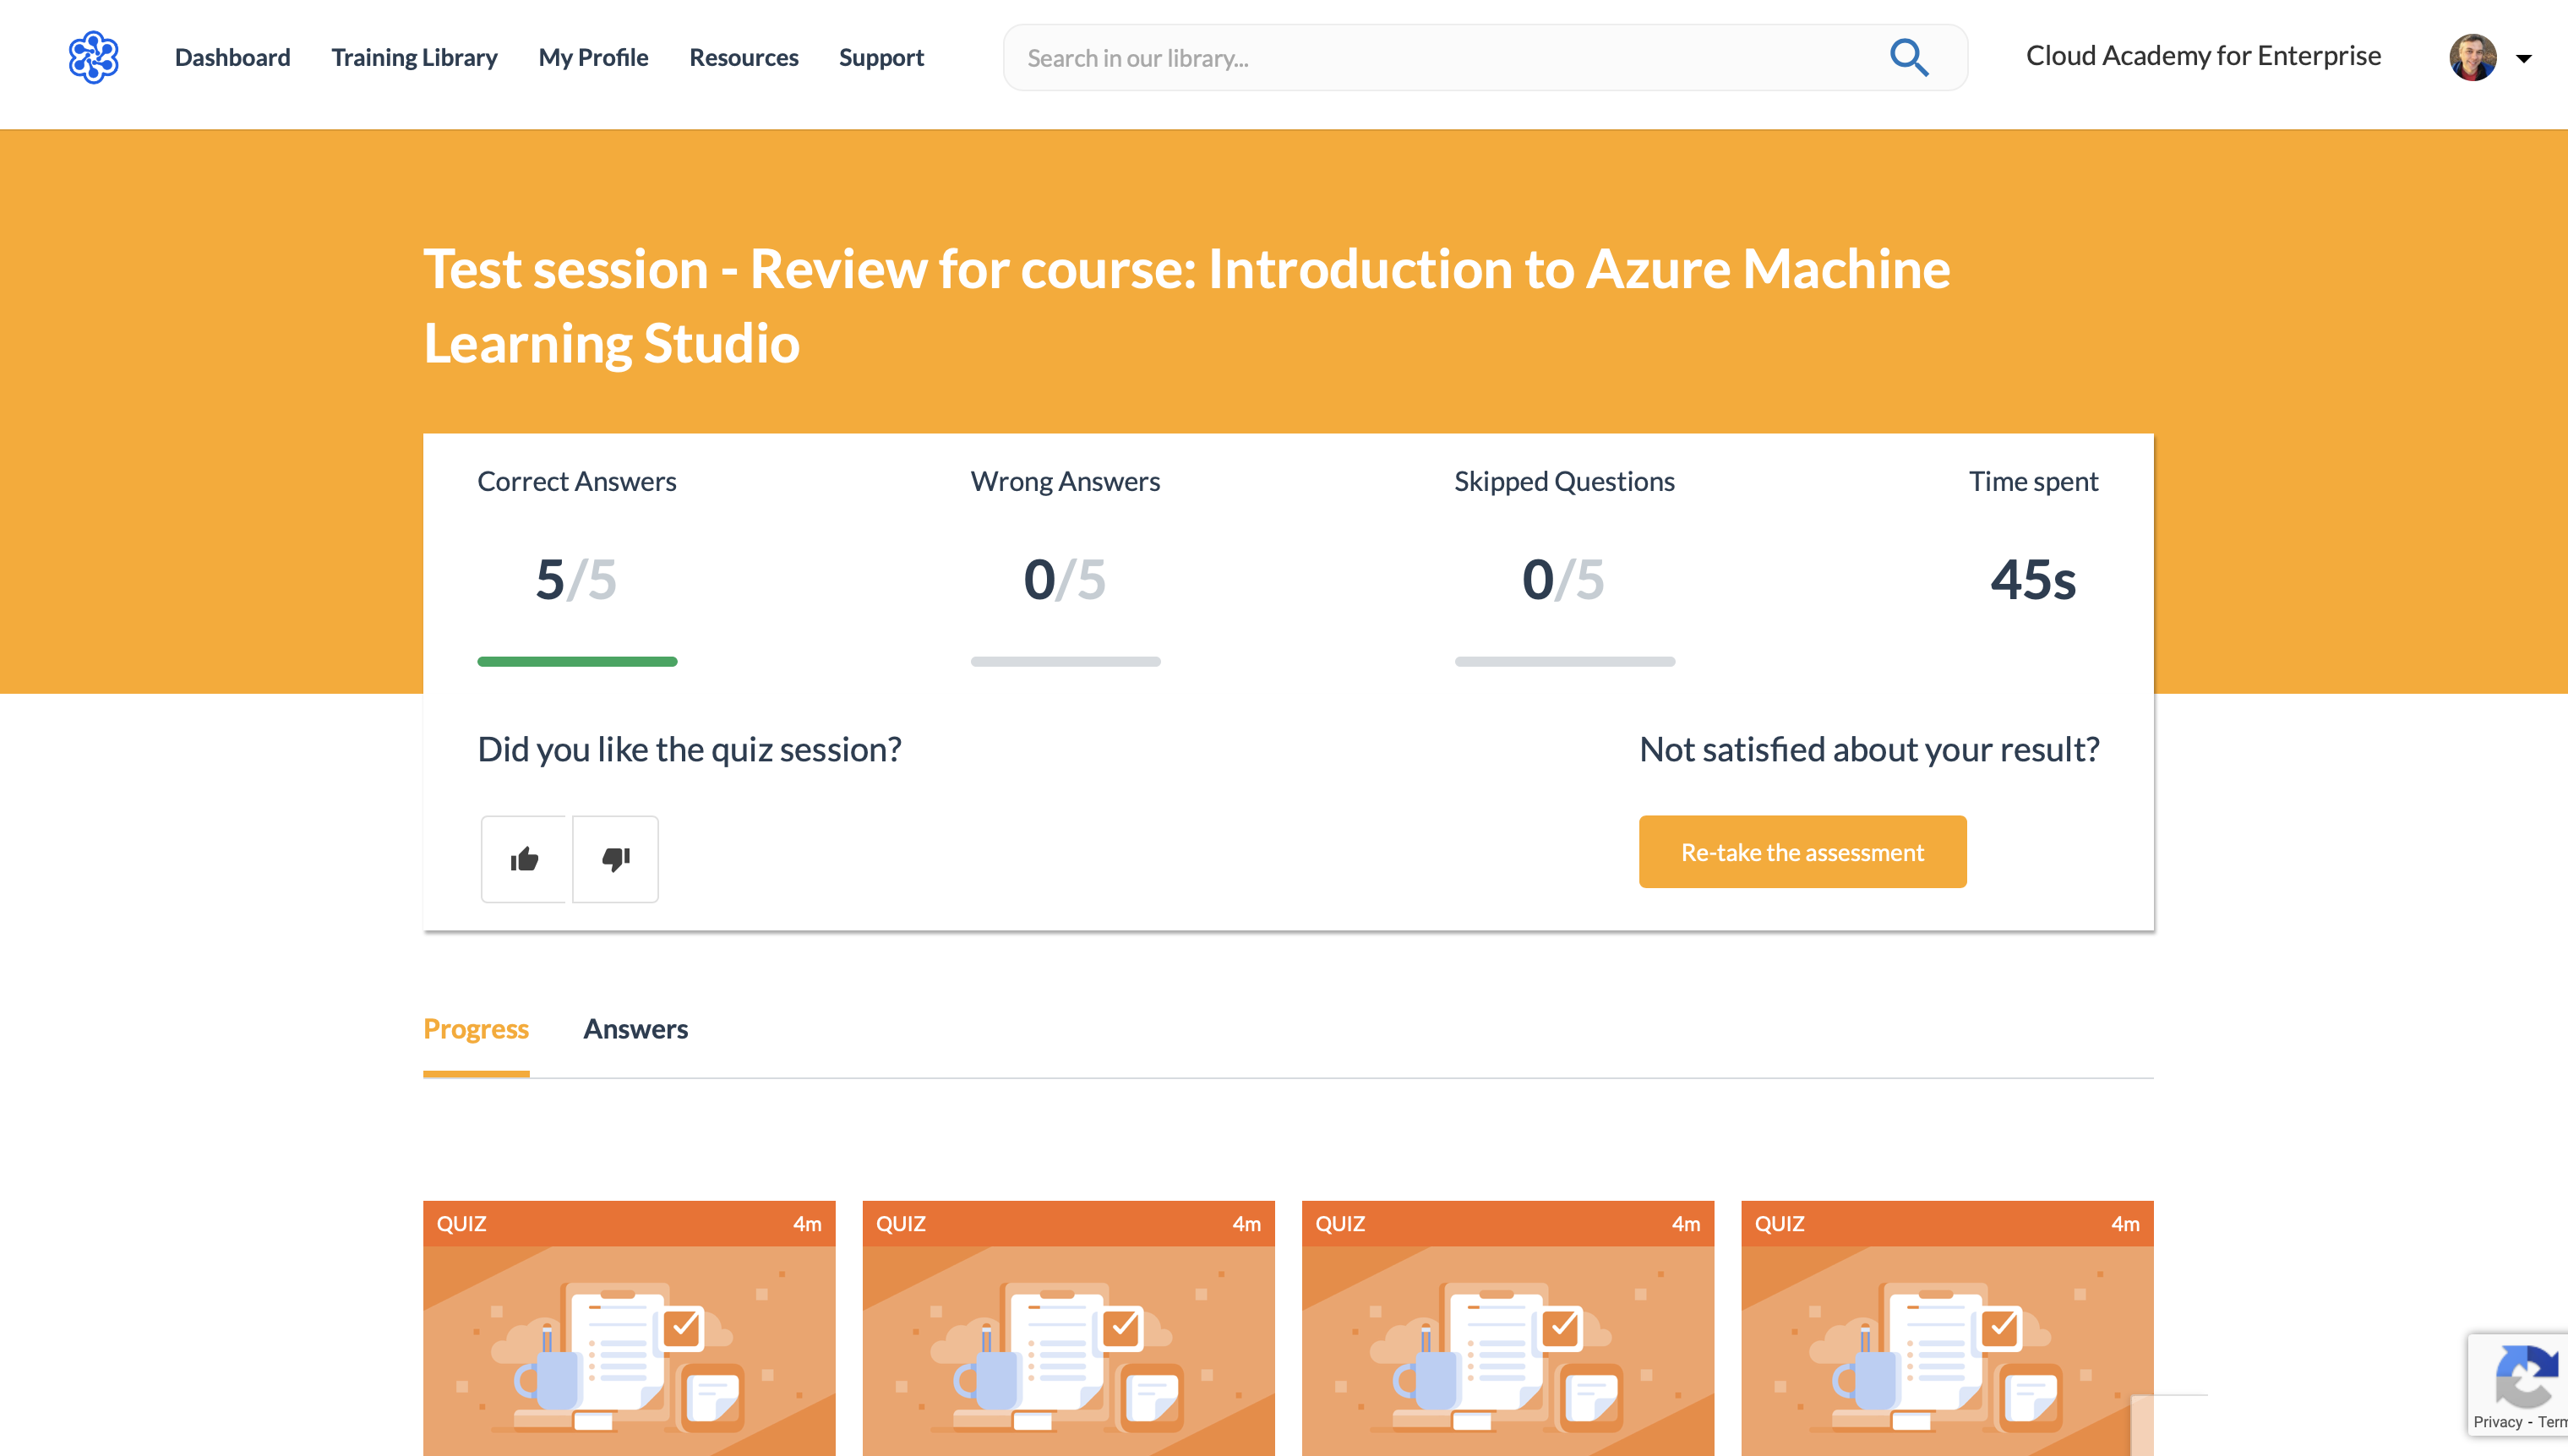 Dashboard Training Library My Profile Resources Support Search in our library... Cloud Academy for Enterprise
Test session - Review for course: Introduction to Azure Machine
Learning Studio
Correct Answers Wrong Answers Skipped Questions Time spent
5/5 0/5 0/5 45s
Did you like the quiz session? Not satisfied about your result?
Re-take the assessment
Progress Answers
QUIZ 4m QUIZ 4m QUIZ 4m QUIZ 4m
Privacy -